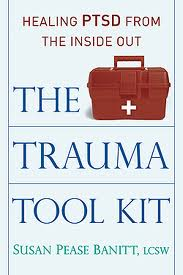 HEALING PTSD FROM
THE INSIDE OUT
THE
TRAUMA
TOOL KIT
SUSAN PEASE BANITT, LCSW